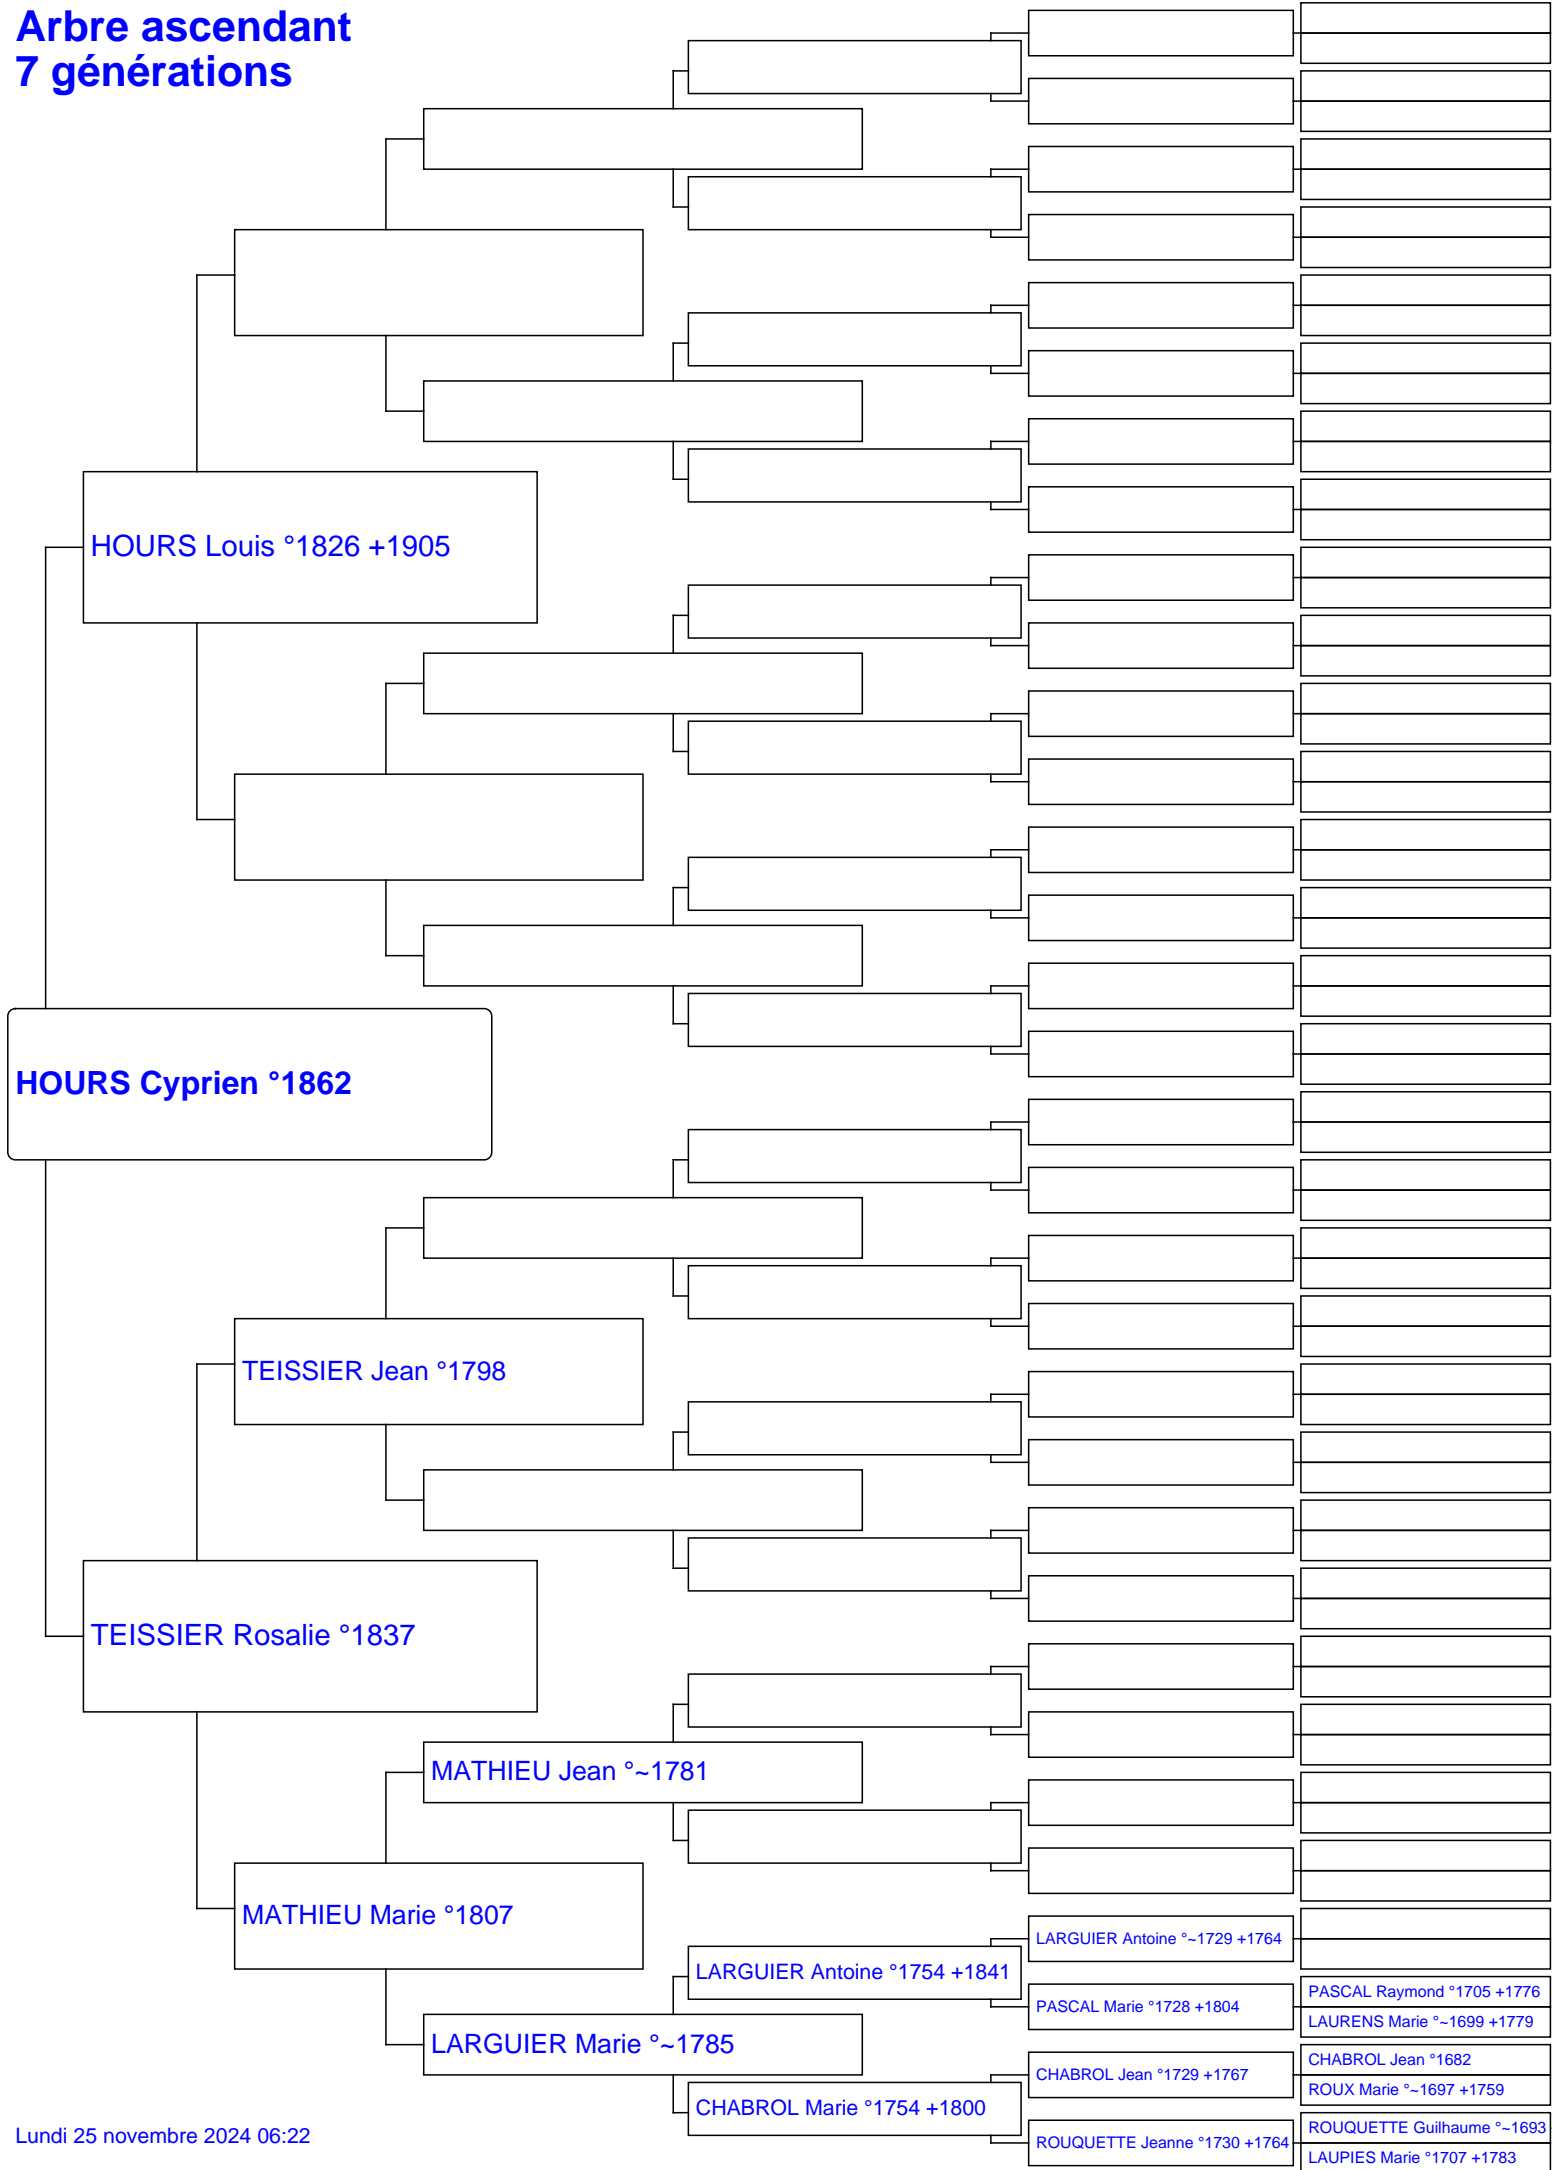 Arbre ascendant
7 générations
HOURS Louis °1826 +1905
HOURS Cyprien °1862
TEISSIER Jean °1798
TEISSIER Rosalie °1837
MATHIEU Jean °~1781
MATHIEU Marie °1807
LARGUIER Antoine °~1729 +1764
LARGUIER Antoine °1754 +1841
PASCAL Raymond °1705 +1776
PASCAL Marie °1728 +1804
LAURENS Marie °~1699 +1779
LARGUIER Marie °~1785
CHABROL Jean °1682
CHABROL Jean °1729 +1767
ROUX Marie °~1697 +1759
CHABROL Marie °1754 +1800
ROUQUETTE Guilhaume °~1693
ROUQUETTE Jeanne °1730 +1764
LAUPIES Marie °1707 +1783
Lundi 25 novembre 2024 06:22